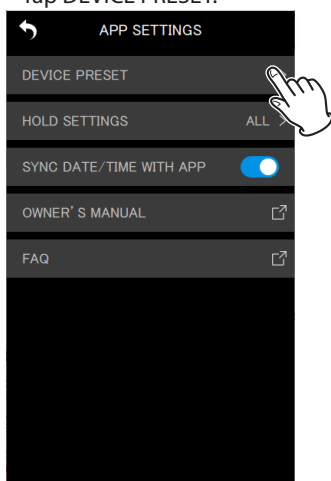 Tap DEVICE PRESET.
APP SETTINGS
DEVICE PRESET
HOLD SETTINGS ALL >
SYNC DATE/TIME WITH APP
OWNER'S MANUAL
FAQ